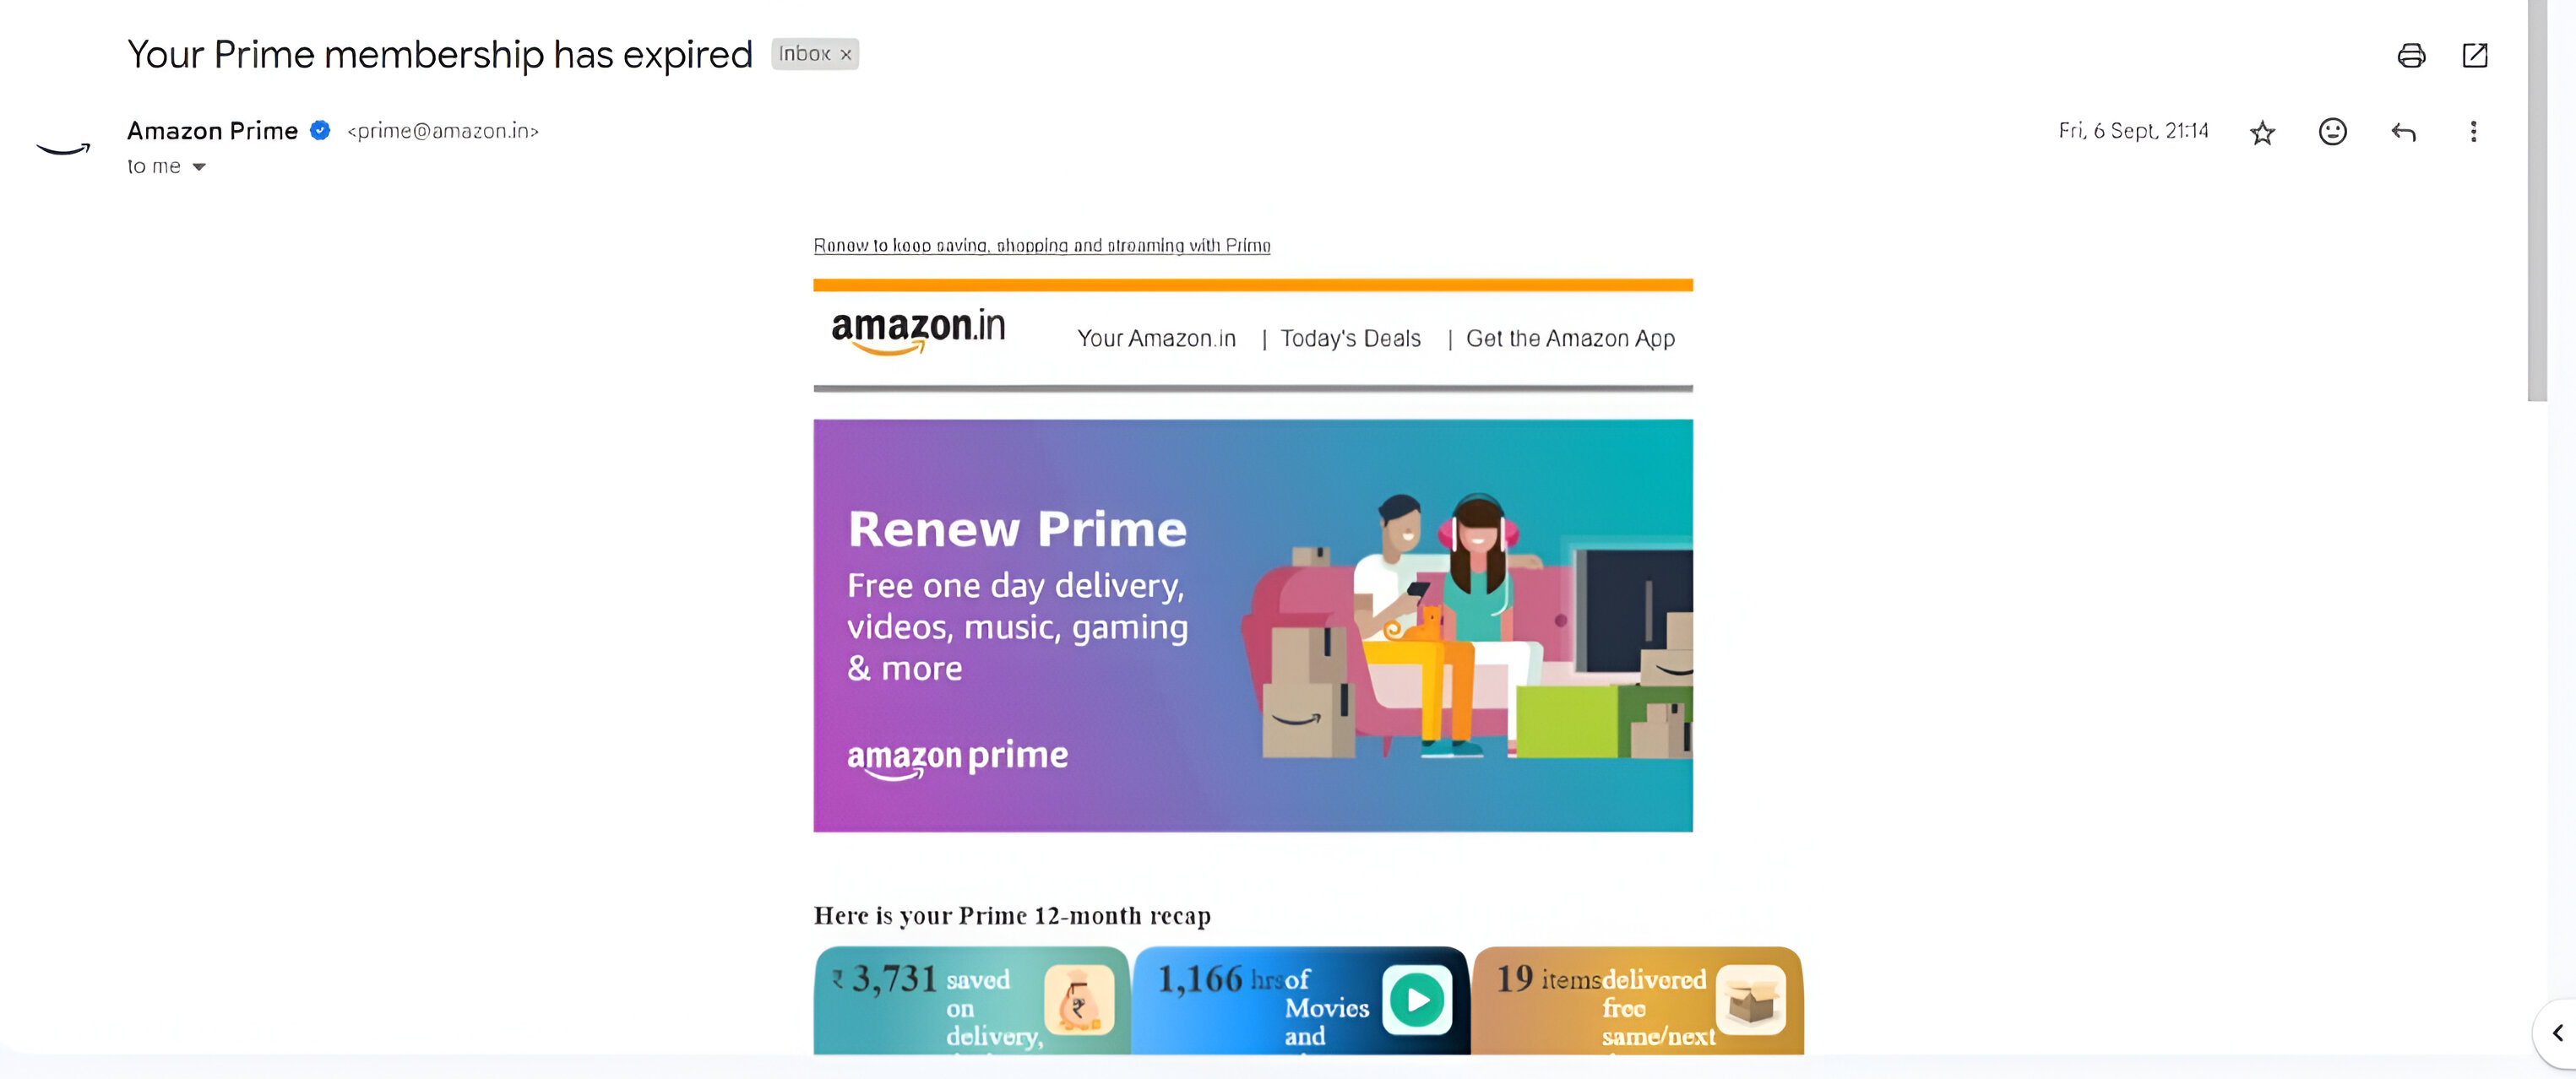 Your Prime membership has expired Inbox ×
Amazon Prime <prime@amazon.in> Fri, 6 Sept, 21:14
to me
Renew to keep saving, shopping and streaming with Prime
amazon.in Your Amazon.in | Today's Deals | Get the Amazon App
Renew Prime
Free one day delivery,
videos, music, gaming
& more
amazon prime
Here is your Prime 12-month recap
₹ 3,731 saved
on
delivery,
1,166 hrs of
Movies
and
19 items delivered
free
same/next